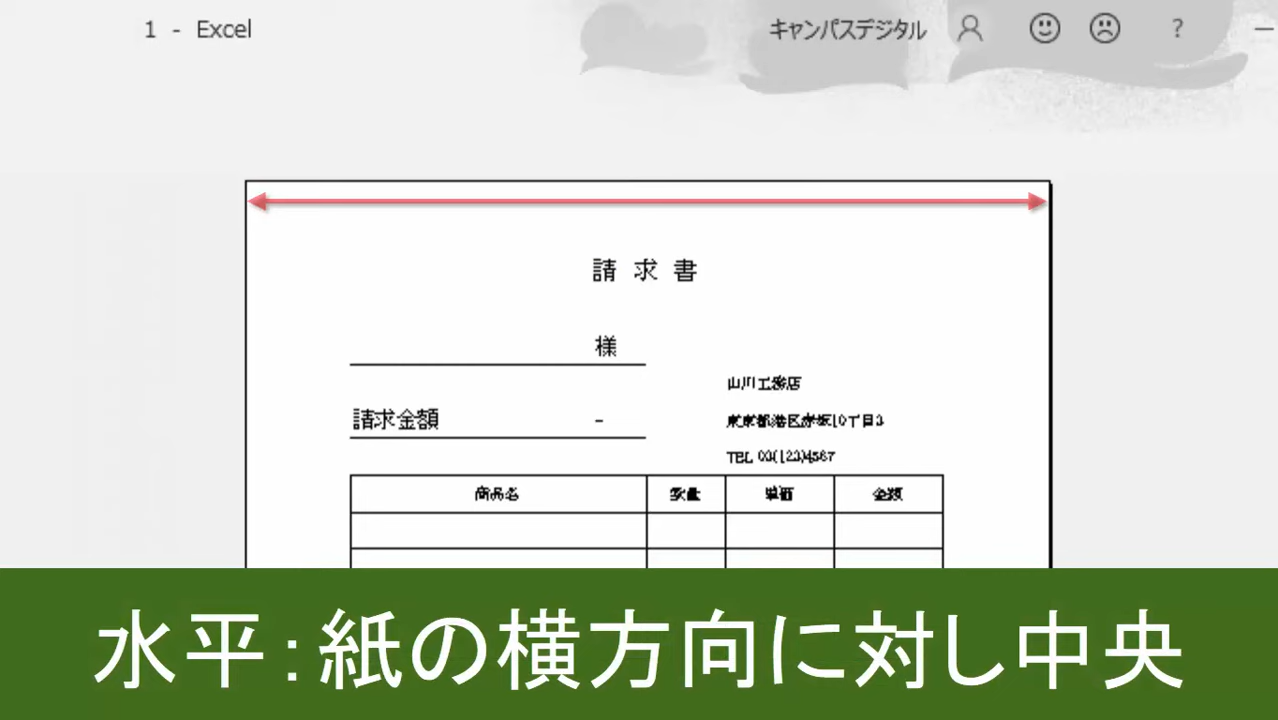 1 - Excel
キャンパスデジタル
?
請求書
様
山川工務店
請求金額 -
東京都港区赤坂10丁目3
TEL 03(123)4567
商品名 数量 単価 金額
水平：紙の横方向に対し中央